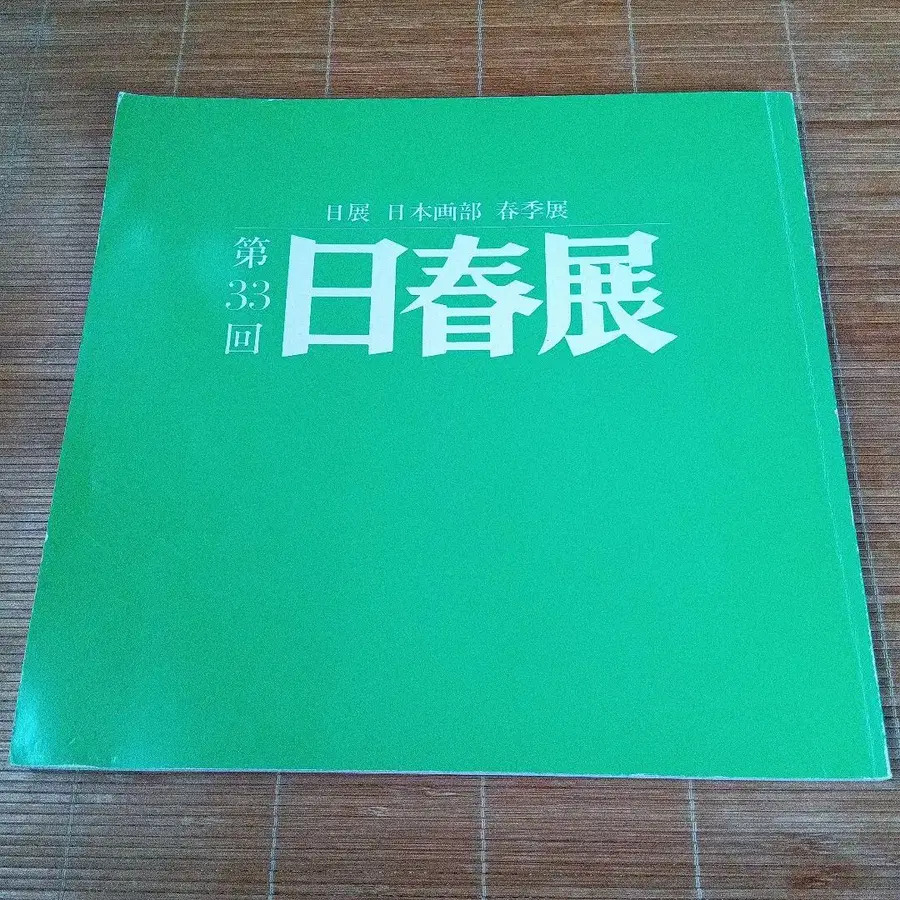 日展 日本画部 春季展
第33回
日春展